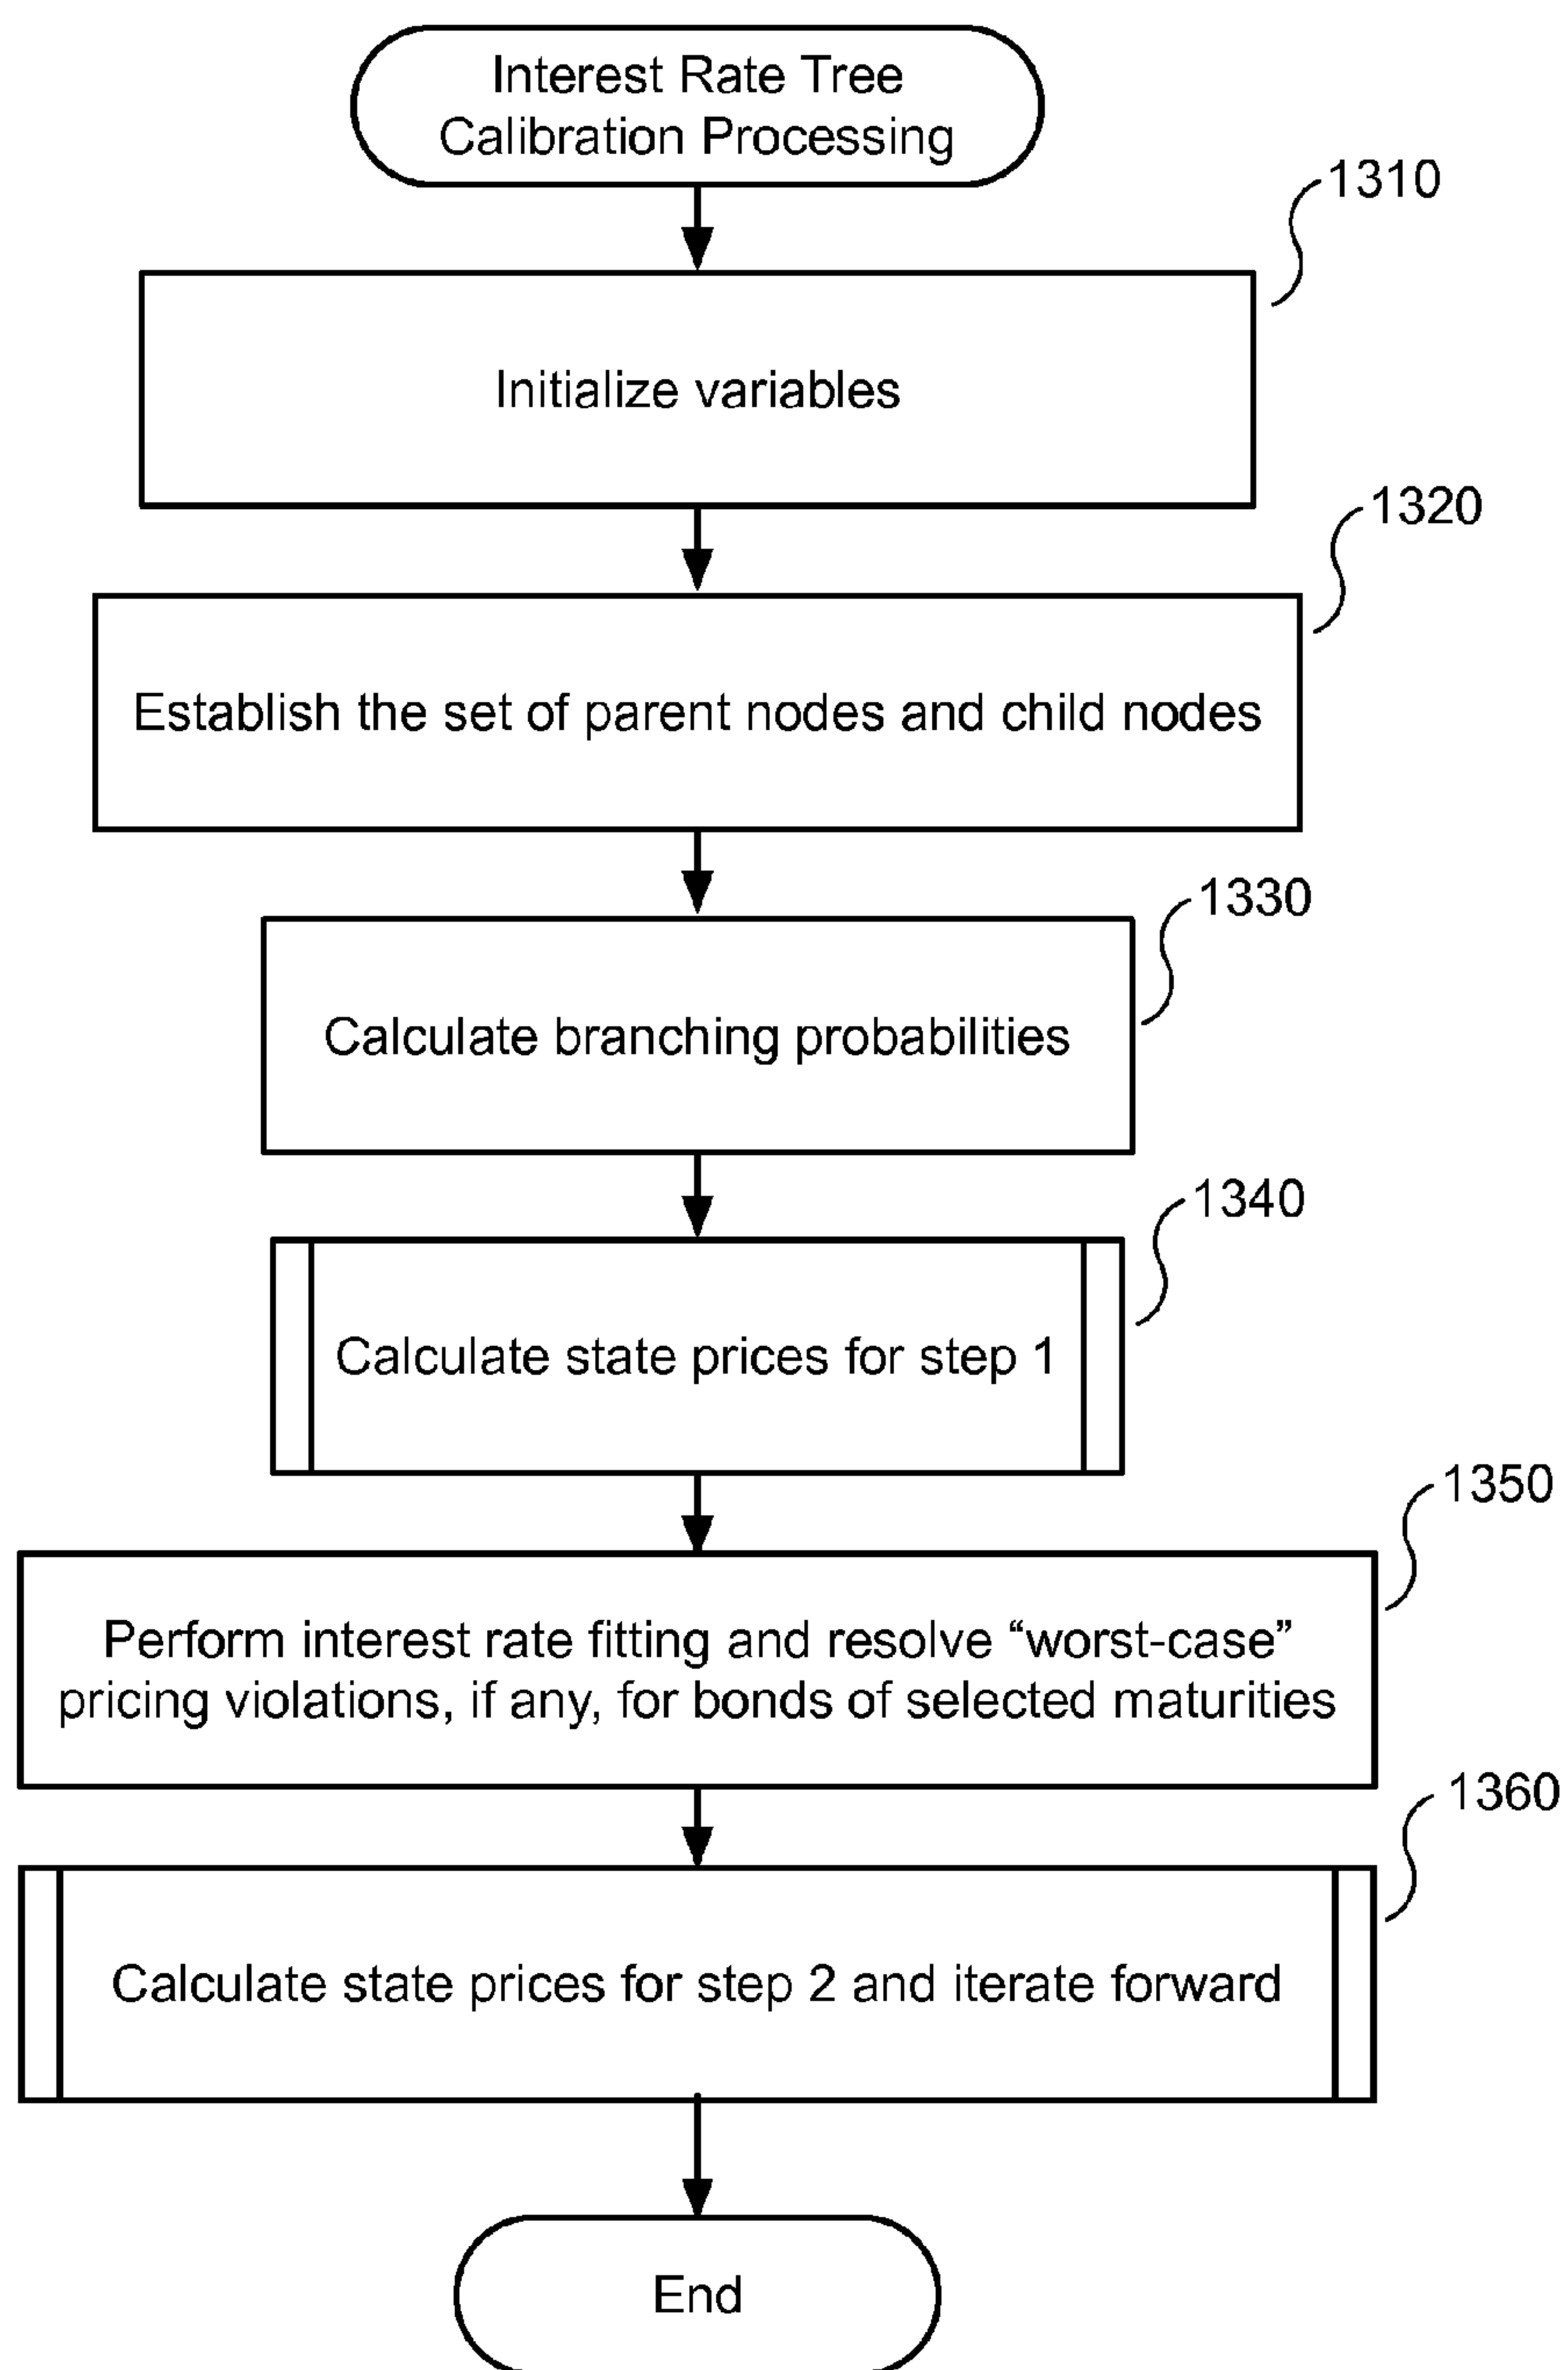 Interest Rate Tree
Calibration Processing
1310
Initialize variables
1320
Establish the set of parent nodes and child nodes
1330
Calculate branching probabilities
1340
Calculate state prices for step 1
1350
Perform interest rate fitting and resolve “worst-case”
pricing violations, if any, for bonds of selected maturities
1360
Calculate state prices for step 2 and iterate forward
End